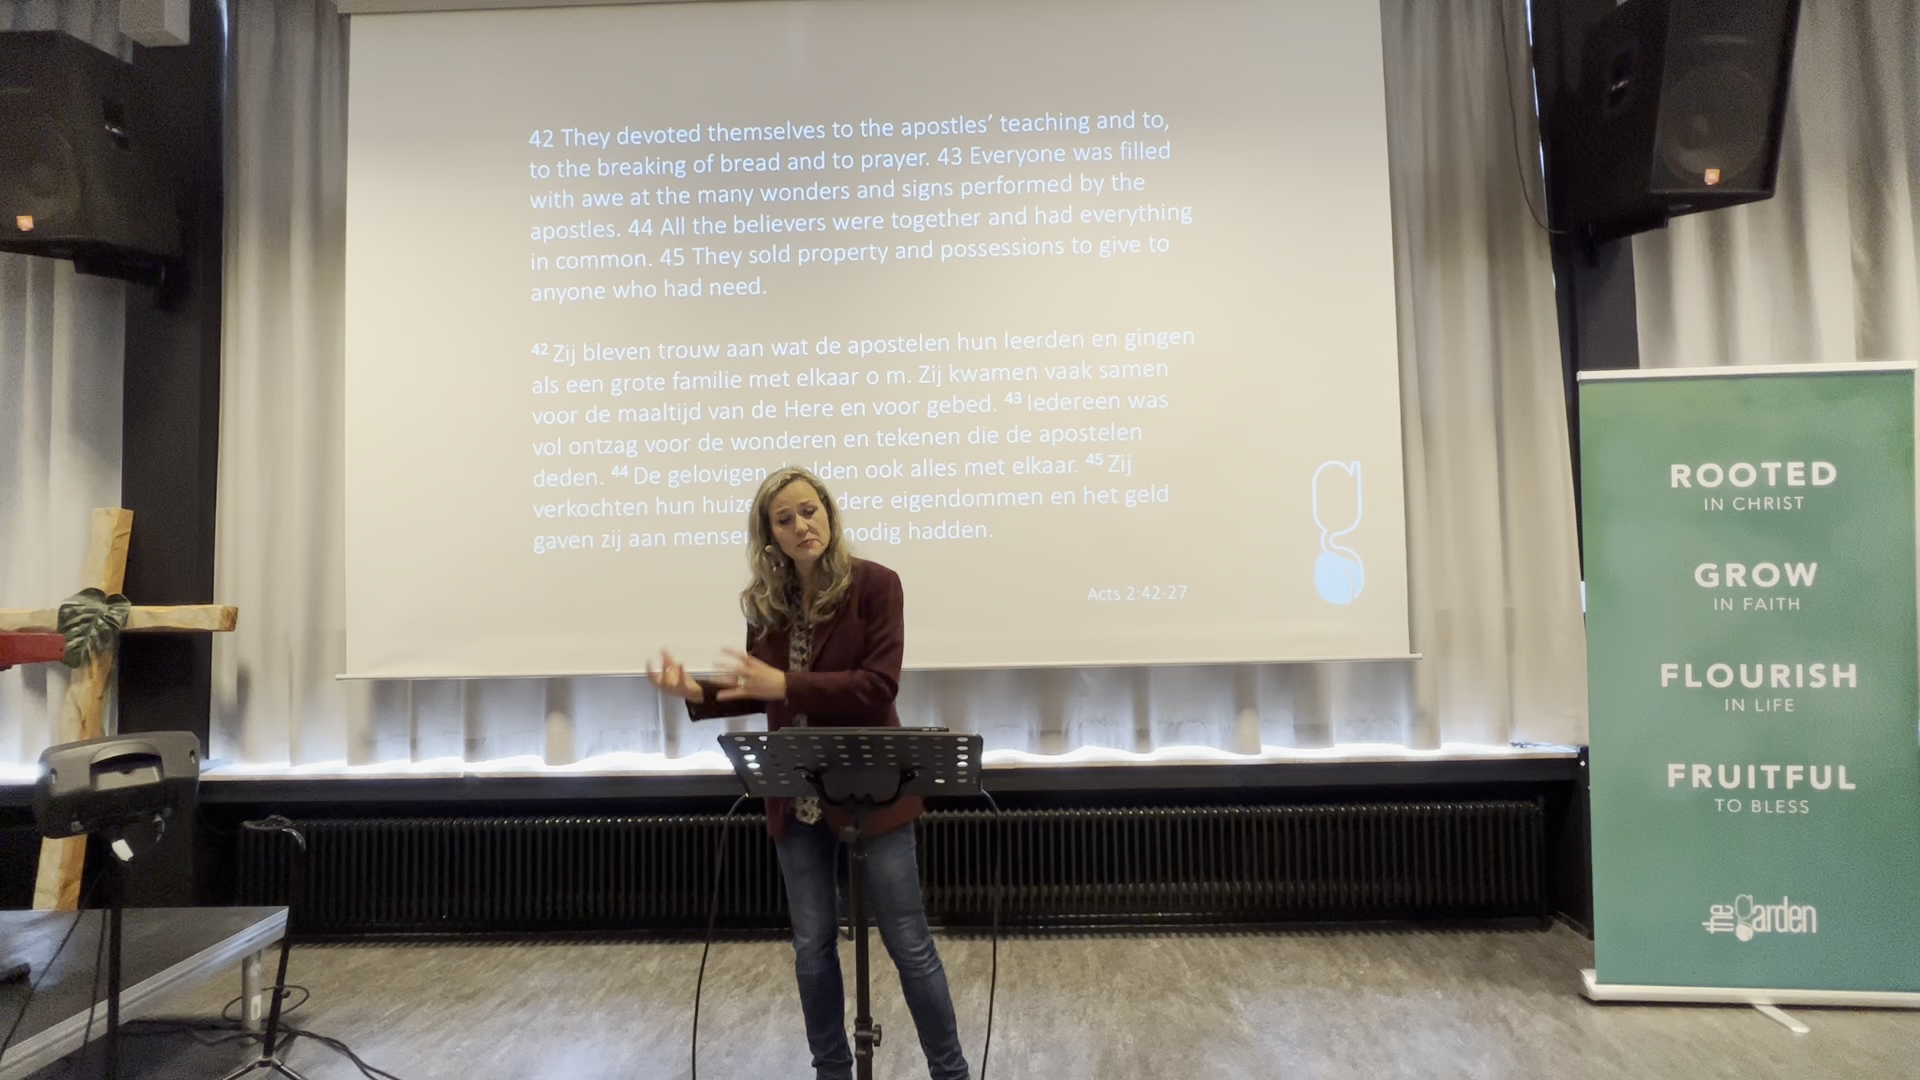 42 They devoted themselves to the apostles’ teaching and to,
to the breaking of bread and to prayer. 43 Everyone was filled
with awe at the many wonders and signs performed by the
apostles. 44 All the believers were together and had everything
in common. 45 They sold property and possessions to give to
anyone who had need.
42 Zij bleven trouw aan wat de apostelen hun leerden en gingen
als een grote familie met elkaar o m. Zij kwamen vaak samen
voor de maaltijd van de Here en voor gebed. 43 Iedereen was
vol ontzag voor de wonderen en tekenen die de apostelen
deden. 44 De gelovigen ook alles met elkaar. 45 Zij
verkochten hun eigendommen en het geld
gaven zij aan nodig hadden.
Acts 2:42-27
g
ROOTED
IN CHRIST
GROW
IN FAITH
FLOURISH
IN LIFE
FRUITFUL
TO BLESS
the garden